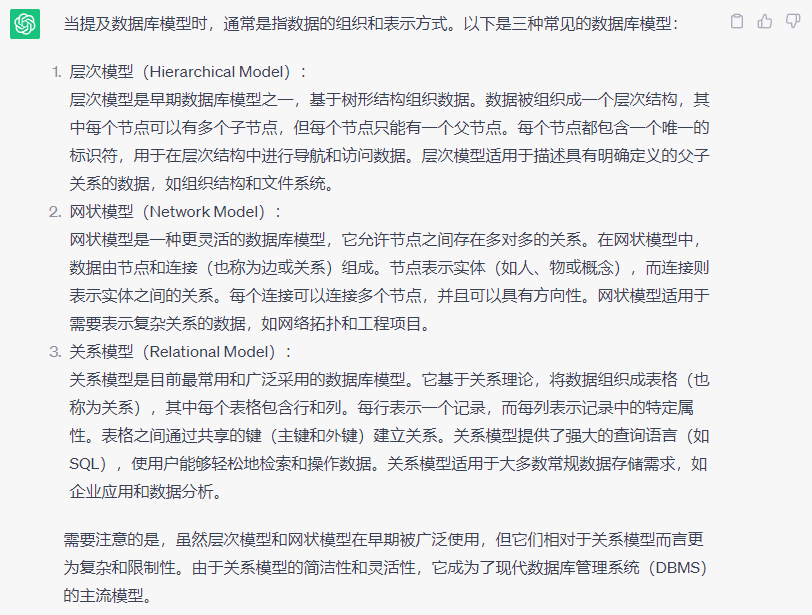 当提及数据库模型时，通常是指数据的组织和表示方式。以下是三种常见的数据库模型：
1. 层次模型（Hierarchical Model）：
层次模型是早期数据库模型之一，基于树形结构组织数据。数据被组织成一个层次结构，其
中每个节点可以有多个子节点，但每个节点只能有一个父节点。每个节点都包含一个唯一的
标识符，用于在层次结构中进行导航和访问数据。层次模型适用于描述具有明确定义的父子
关系的数据，如组织结构和文件系统。
2. 网状模型（Network Model）：
网状模型是一种更灵活的数据库模型，它允许节点之间存在多对多的关系。在网状模型中，
数据由节点和连接（也称为边或关系）组成。节点表示实体（如人、物或概念），而连接则
表示实体之间的关系。每个连接可以连接多个节点，并且可以具有方向性。网状模型适用于
需要表示复杂关系的数据，如网络拓扑和工程项目。
3. 关系模型（Relational Model）：
关系模型是目前最常用和广泛采用的数据库模型。它基于关系理论，将数据组织成表格（也
称为关系），其中每个表格包含行和列。每行表示一个记录，而每列表示记录中的特定属
性。表格之间通过共享的键（主键和外键）建立关系。关系模型提供了强大的查询语言（如
SQL），使用户能够轻松地检索和操作数据。关系模型适用于大多数常规数据存储需求，如
企业应用和数据分析。
需要注意的是，虽然层次模型和网状模型在早期被广泛使用，但它们相对于关系模型而言更
为复杂和限制性。由于关系模型的简洁性和灵活性，它成为了现代数据库管理系统（DBMS）
的主流模型。